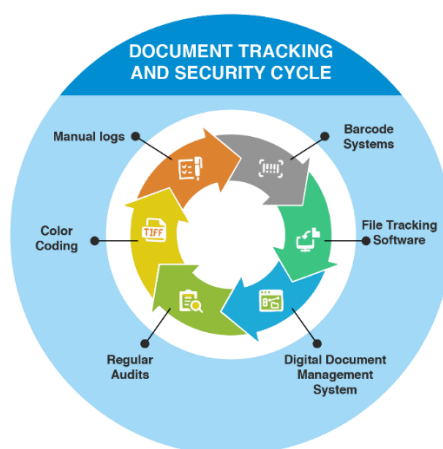 DOCUMENT TRACKING
AND SECURITY CYCLE
Manual logs
Barcode
Systems
Color
Coding
TIFF
File Tracking
Software
Regular
Audits
Digital Document
Management
System